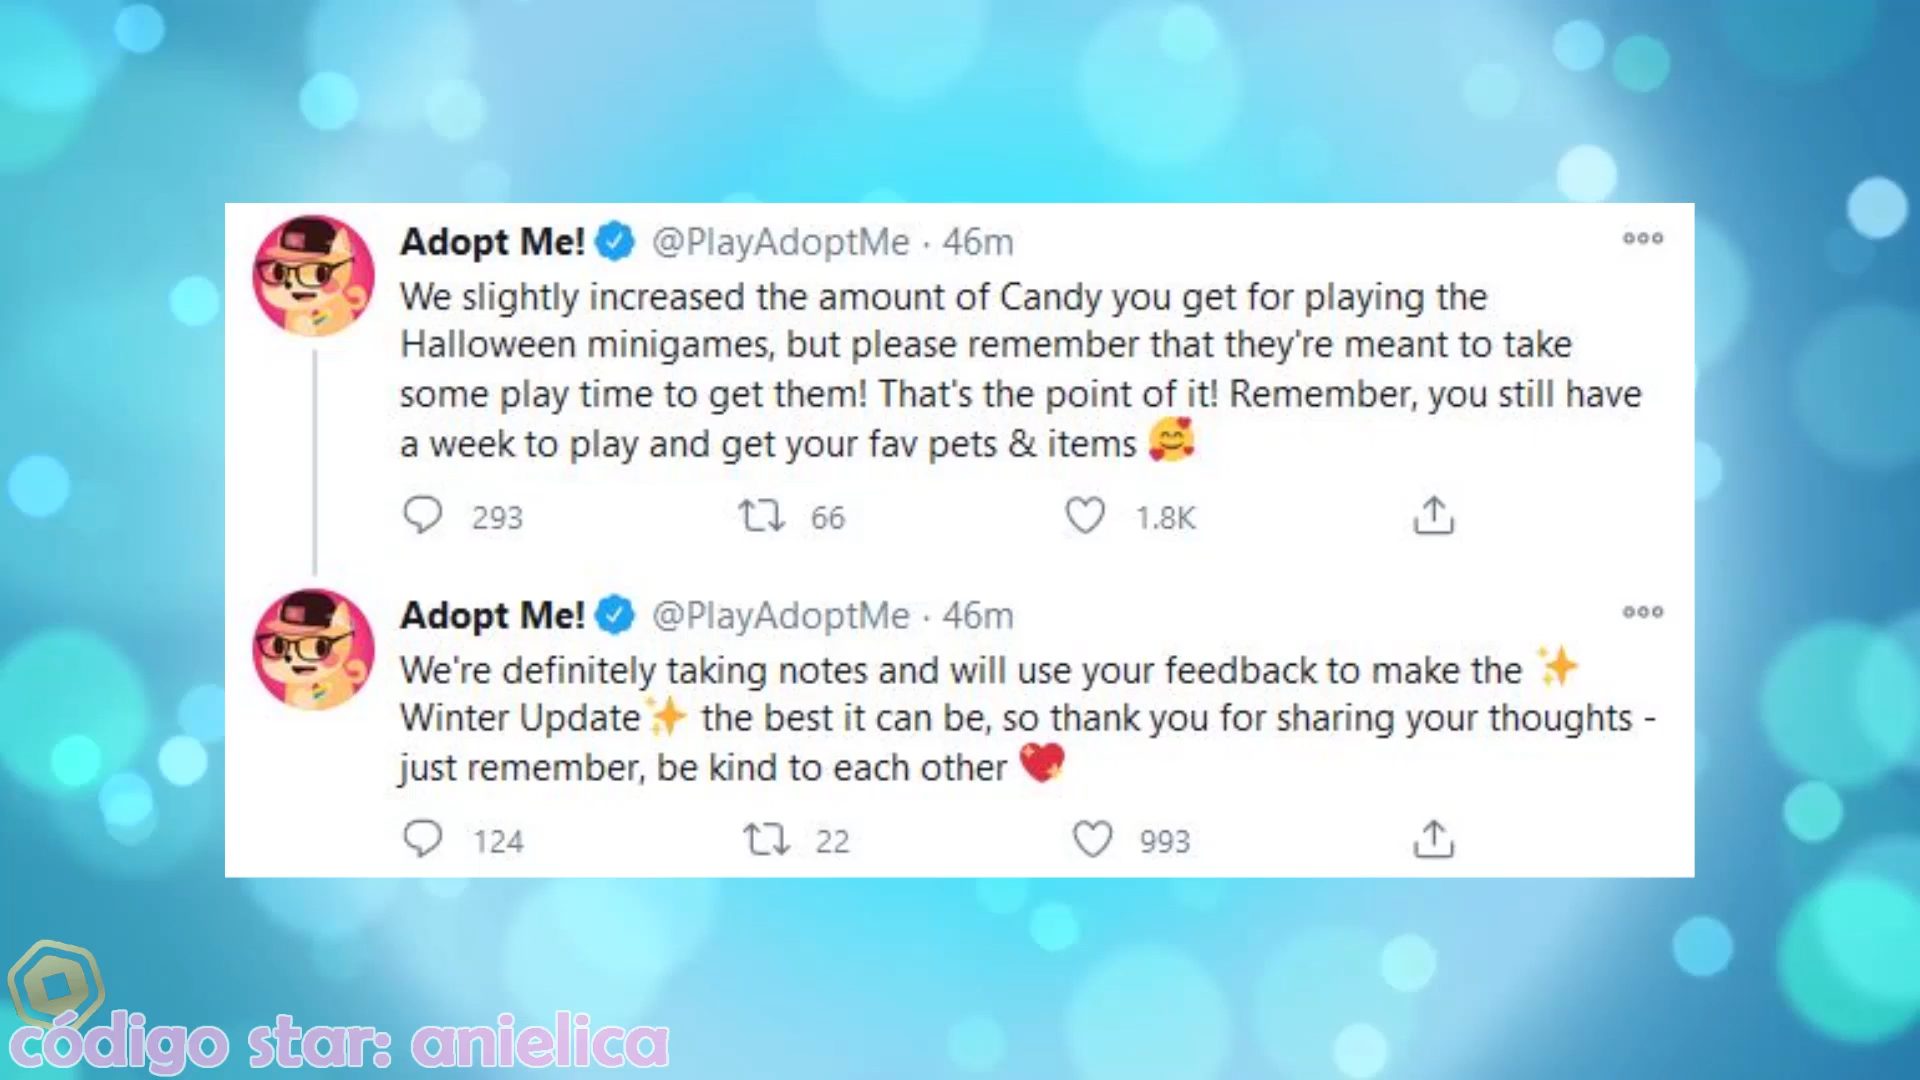 Adopt Me! @PlayAdoptMe · 46m
We slightly increased the amount of Candy you get for playing the
Halloween minigames, but please remember that they're meant to take
some play time to get them! That's the point of it! Remember, you still have
a week to play and get your fav pets & items 🥰
293 66 1.8K
Adopt Me! @PlayAdoptMe · 46m
We're definitely taking notes and will use your feedback to make the ✨
Winter Update ✨ the best it can be, so thank you for sharing your thoughts -
just remember, be kind to each other 💖
124 22 993
código star: anielica